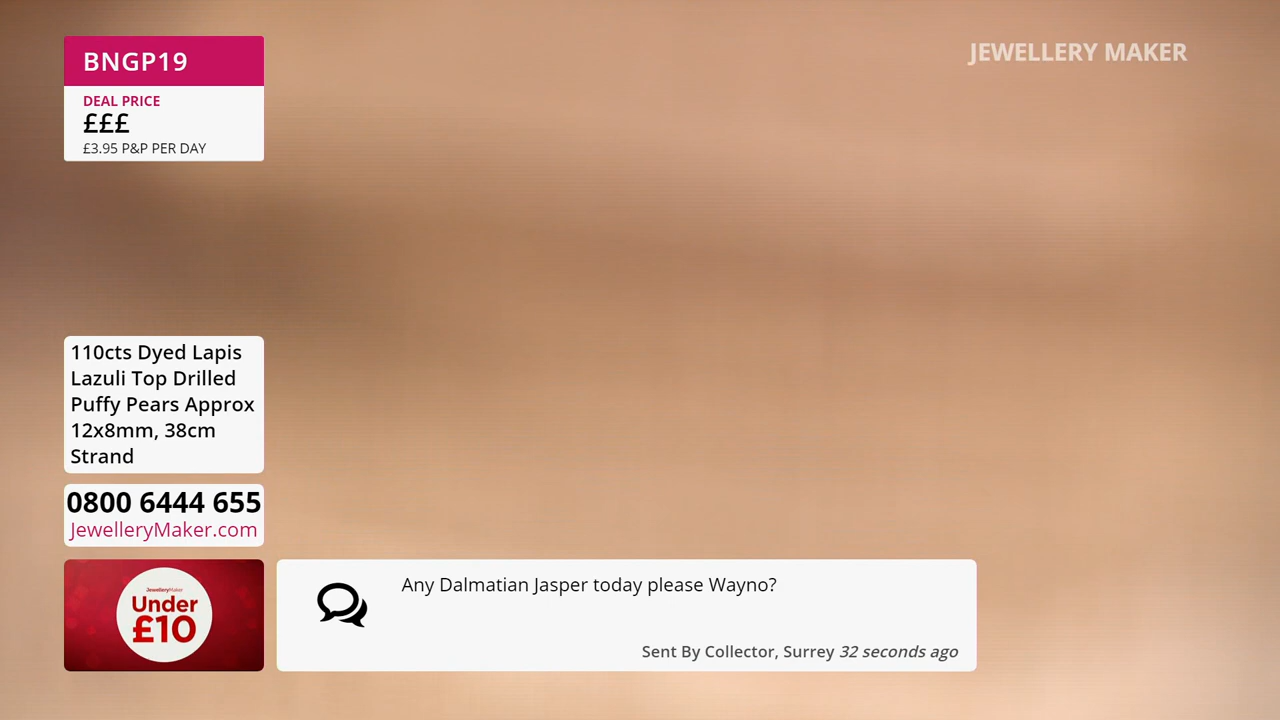 BNGP19
DEAL PRICE
£££
£3.95 P&P PER DAY
JEWELLERY MAKER
110cts Dyed Lapis
Lazuli Top Drilled
Puffy Pears Approx
12x8mm, 38cm
Strand
0800 6444 655
JewelleryMaker.com
JewelleryMaker
Under
£10
Any Dalmatian Jasper today please Wayno?
Sent By Collector, Surrey 32 seconds ago